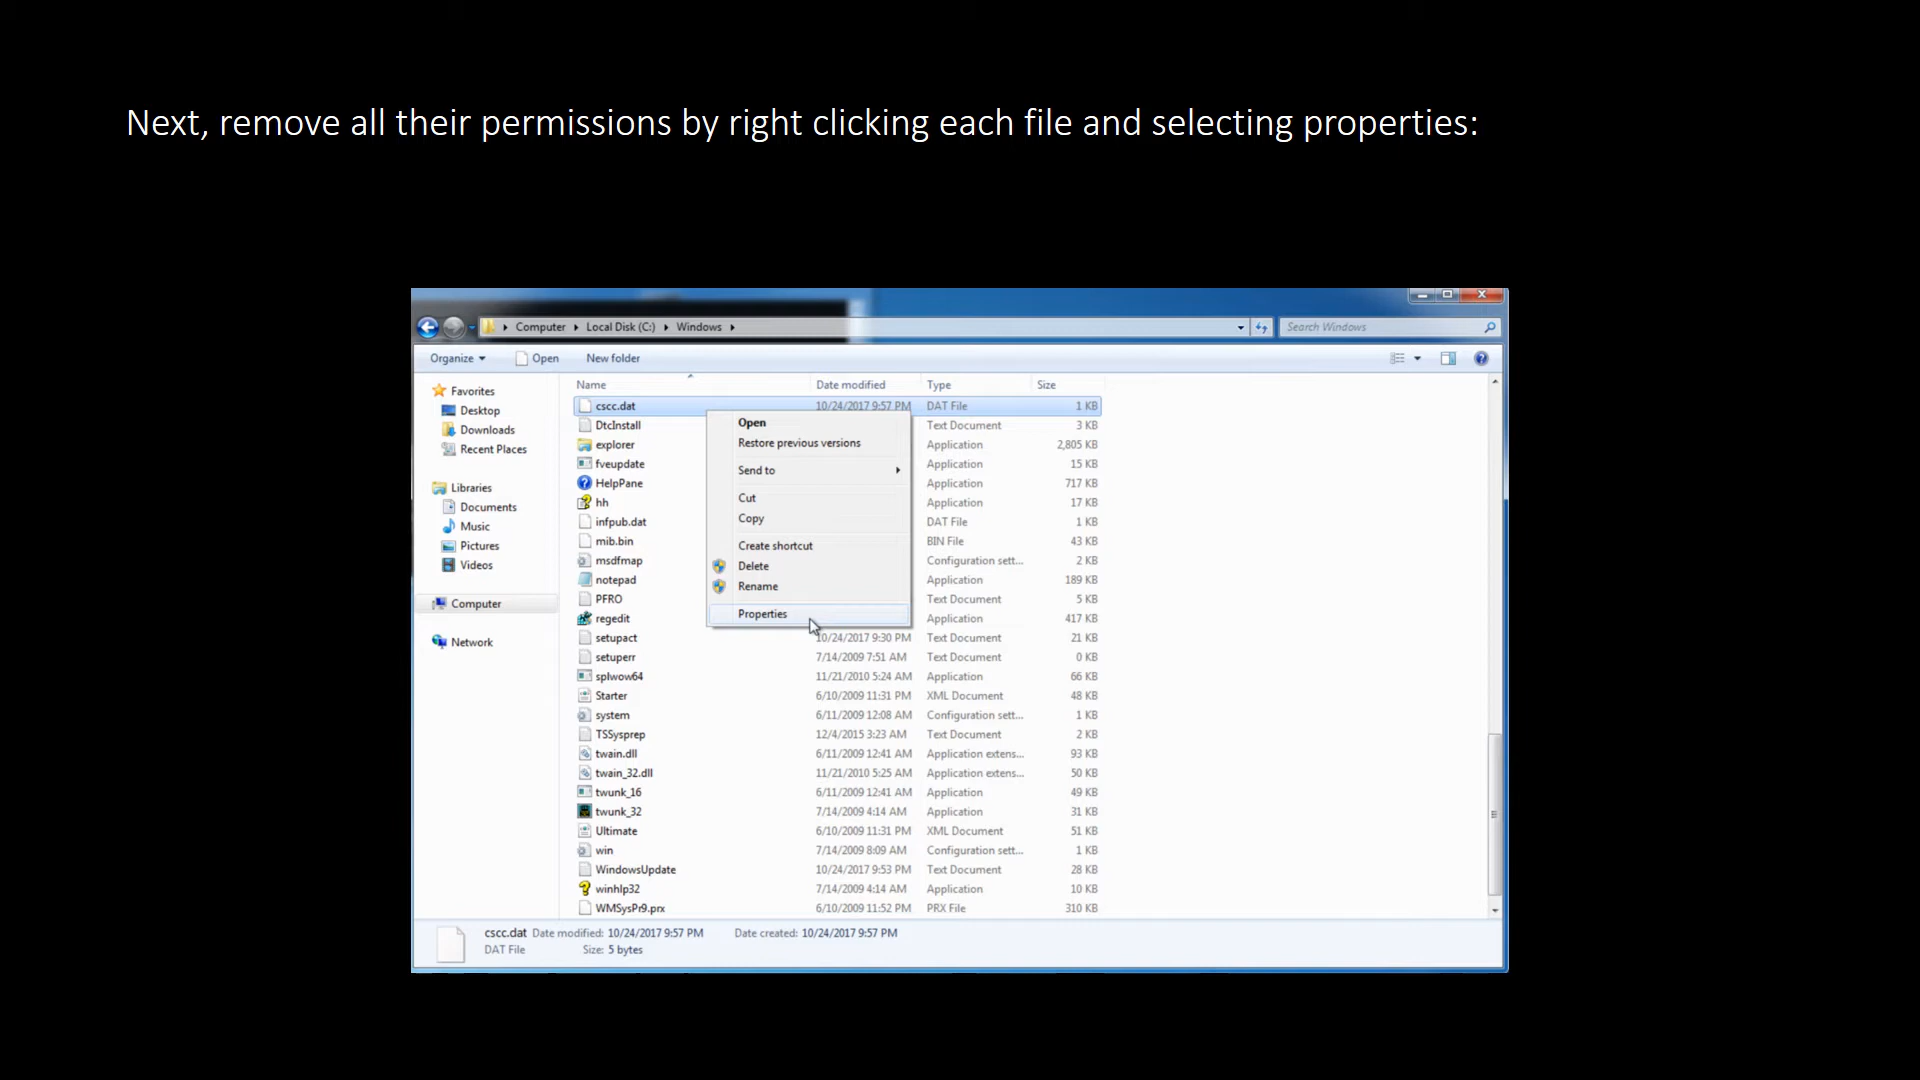 Next, remove all their permissions by right clicking each file and selecting properties:
Computer Local Disk (C:) Windows
Search Windows
Organize Open New folder
Name Date modified Type Size
Favorites
Desktop
Downloads
Recent Places
Libraries
Documents
Music
Pictures
Videos
Computer
Network
cscc.dat 10/24/2017 9:57 PM DAT File 1 KB
DtcInstall Text Document 3 KB
explorer Application 2,805 KB
fveupdate Application 15 KB
HelpPane Application 717 KB
hh Application 17 KB
infpub.dat DAT File 1 KB
mib.bin BIN File 43 KB
msdfmap Configuration sett... 2 KB
notepad Application 189 KB
PFRO Text Document 5 KB
regedit Application 417 KB
setupact 10/24/2017 9:30 PM Text Document 21 KB
setuperr 7/14/2009 7:51 AM Text Document 0 KB
splwow64 11/21/2010 5:24 AM Application 66 KB
Starter 6/10/2009 11:31 PM XML Document 48 KB
system 6/11/2009 12:08 AM Configuration sett... 1 KB
TSSysprep 12/4/2015 3:23 AM Text Document 2 KB
twain.dll 6/11/2009 12:41 AM Application extens... 93 KB
twain_32.dll 11/21/2010 5:25 AM Application extens... 50 KB
twunk_16 6/11/2009 12:41 AM Application 49 KB
twunk_32 7/14/2009 4:14 AM Application 31 KB
Ultimate 6/10/2009 11:31 PM XML Document 51 KB
win 7/14/2009 8:09 AM Configuration sett... 1 KB
WindowsUpdate 10/24/2017 9:53 PM Text Document 28 KB
winhlp32 7/14/2009 4:14 AM Application 10 KB
WMSysPr9.prx 6/10/2009 11:52 PM PRX File 310 KB
Open
Restore previous versions
Send to
Cut
Copy
Create shortcut
Delete
Rename
Properties
cscc.dat Date modified: 10/24/2017 9:57 PM Date created: 10/24/2017 9:57 PM
DAT File Size: 5 bytes